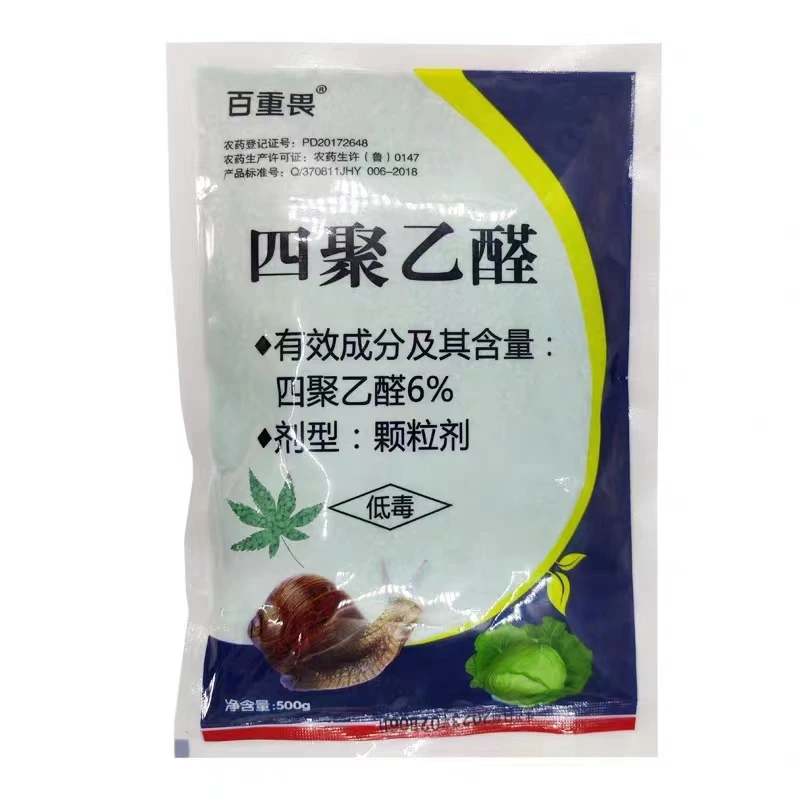 百重畏®
农药登记证号：PD20172648
农药生产许可证：农药生许（鲁）0147
产品标准号：Q/370811JHY 006-2018
四聚乙醛
◆有效成分及其含量：
四聚乙醛6%
◆剂型：颗粒剂
低毒
净含量:500g